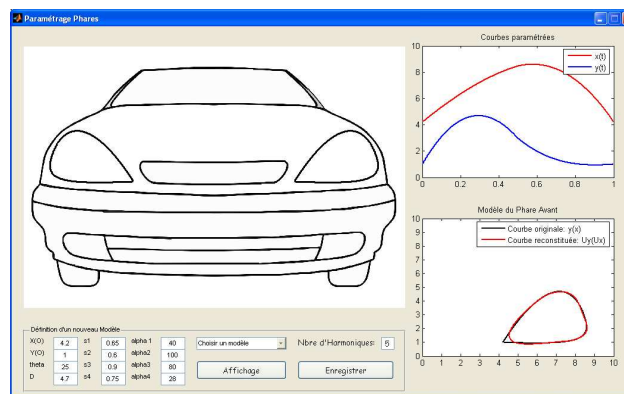 Paramétrage Phares
Courbes paramétrées
x(t)
y(t)
10
8
6
4
2
0
0 0.2 0.4 0.6 0.8 1
Modèle du Phare Avant
Courbe originale: y(x)
Courbe reconstituée: Uy(Ux)
10
8
6
4
2
0
0 1 2 3 4 5 6 7 8 9 10
Définition d'un nouveau Modèle
X(O) 4.2 s1 0.65 alpha 1 40
Y(O) 1 s2 0.6 alpha2 100
theta 25 s3 0.9 alpha3 80
D 4.7 s4 0.75 alpha4 28
Choisir un modèle
Nbre d'Harmoniques: 5
Affichage
Enregistrer